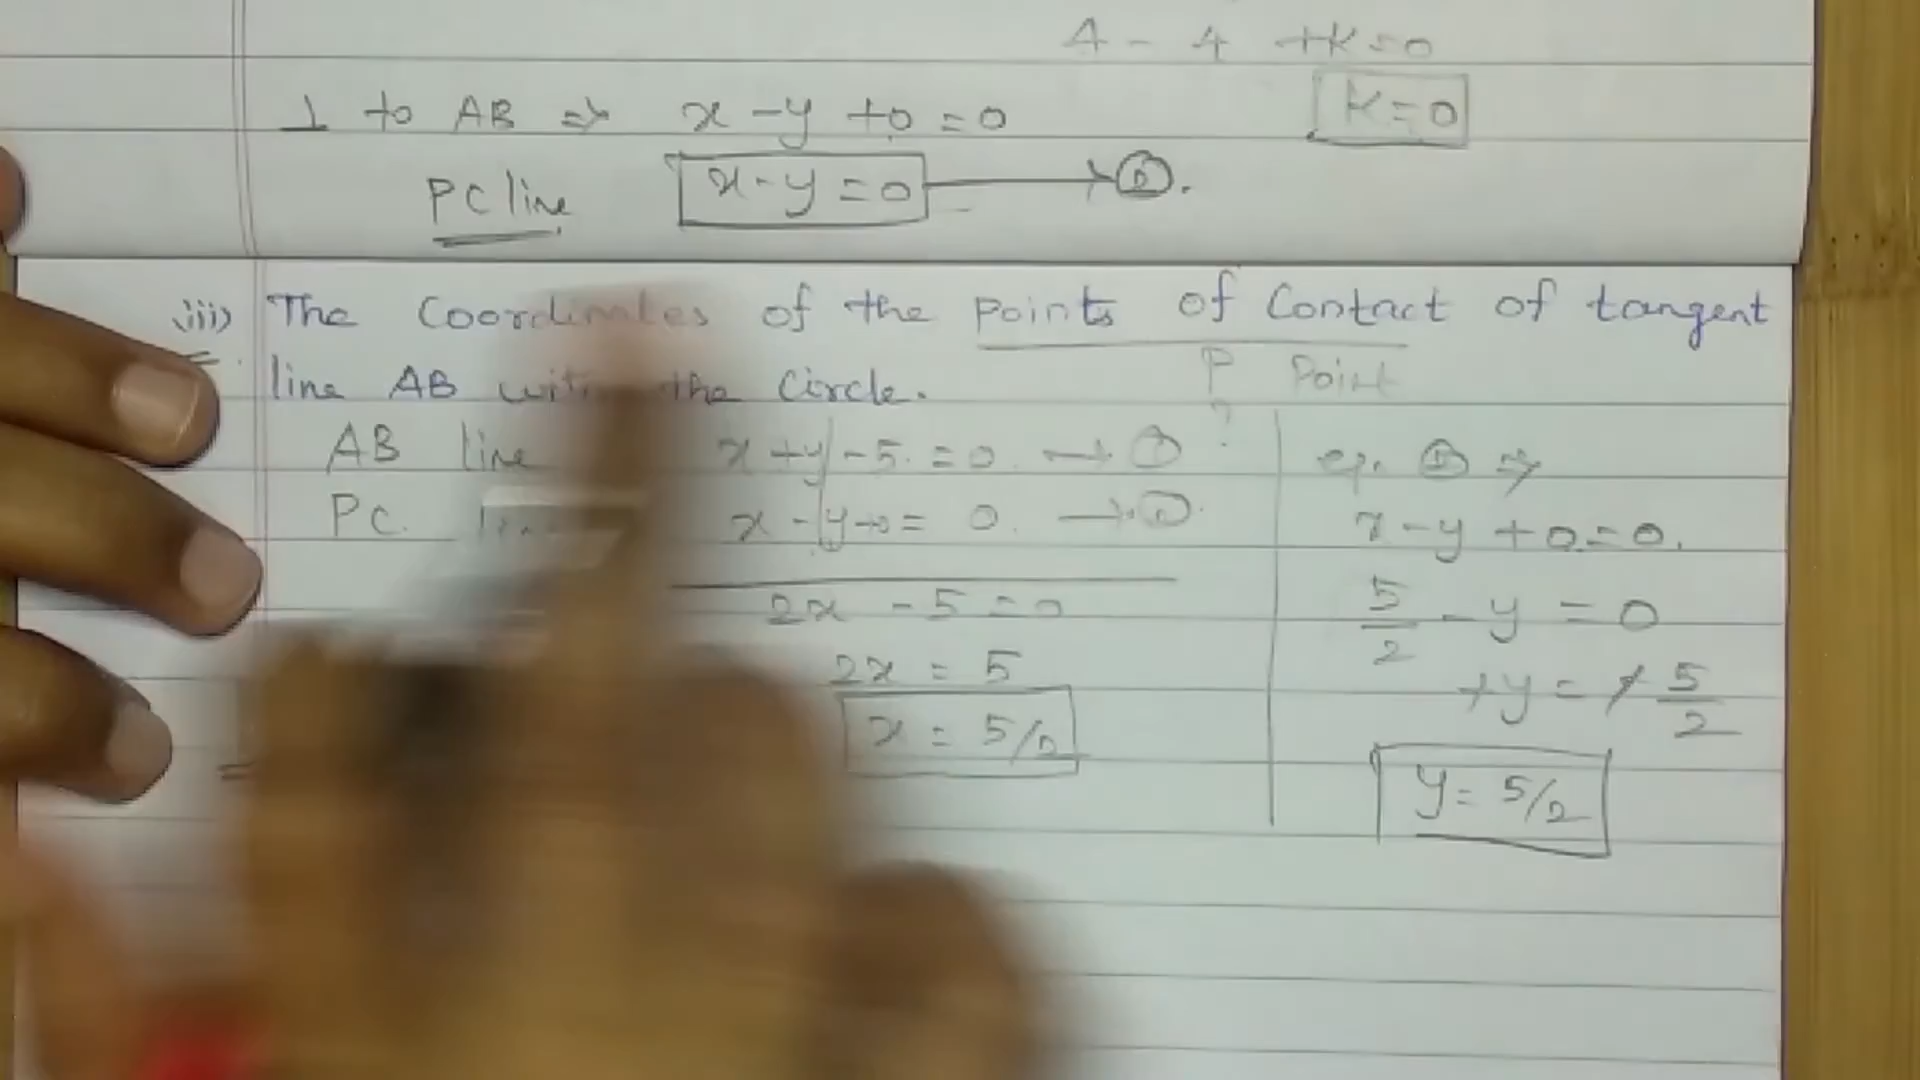 4 - 4 +k=0
k=0
⊥ to AB ⇒ x - y + 0 = 0
PC line x - y = 0 → ②.
iii) The Coordinates of the Points of Contact of tangent
line AB with the Circle.
P Point
?
AB line x + y - 5 = 0. → ①
PC. line x - y + 0 = 0. → ②.
2x - 5 = 0
2x = 5
x = 5/2
eq. ② ⇒
x - y + 0 = 0.
5/2 - y = 0
+y = + 5/2
y = 5/2